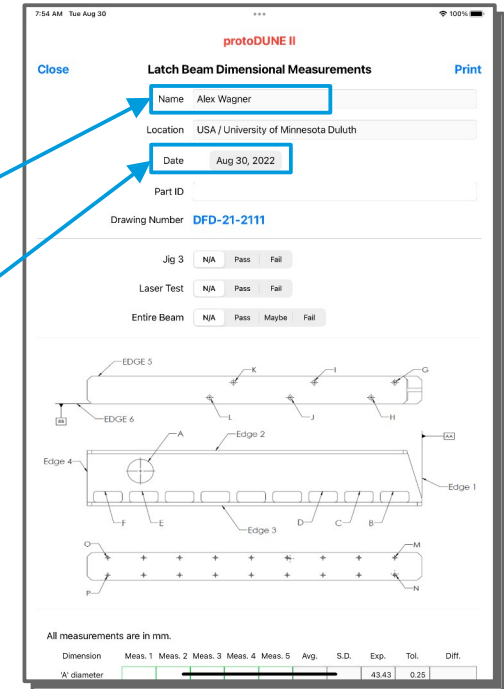 7:54 AM Tue Aug 30
100%
protoDUNE II
Close Latch Beam Dimensional Measurements Print
Name Alex Wagner
Location USA / University of Minnesota Duluth
Date Aug 30, 2022
Part ID
Drawing Number DFD-21-2111
Jig 3 N/A Pass Fail
Laser Test N/A Pass Fail
Entire Beam N/A Pass Maybe Fail
EDGE 5 K I G
BB EDGE 6 L J H
A Edge 2 AA
Edge 4 Edge 1
F E Edge 3 D C B
O M
P N
All measurements are in mm.
Dimension Meas. 1 Meas. 2 Meas. 3 Meas. 4 Meas. 5 Avg. S.D. Exp. Tol. Diff.
'A' diameter 43.43 0.25